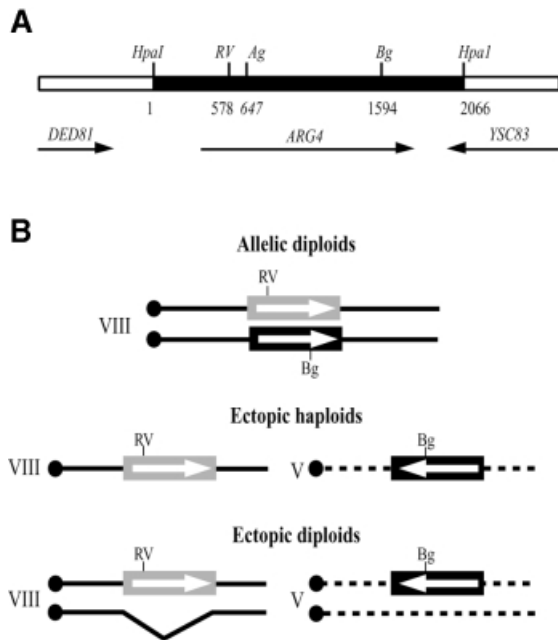 A
HpaI RV Ag Bg Hpa1
1 578 647 1594 2066
DED81 ARG4 YSC83
B
Allelic diploids
RV
VIII
Bg
Ectopic haploids
RV Bg
VIII V
Ectopic diploids
RV Bg
VIII V